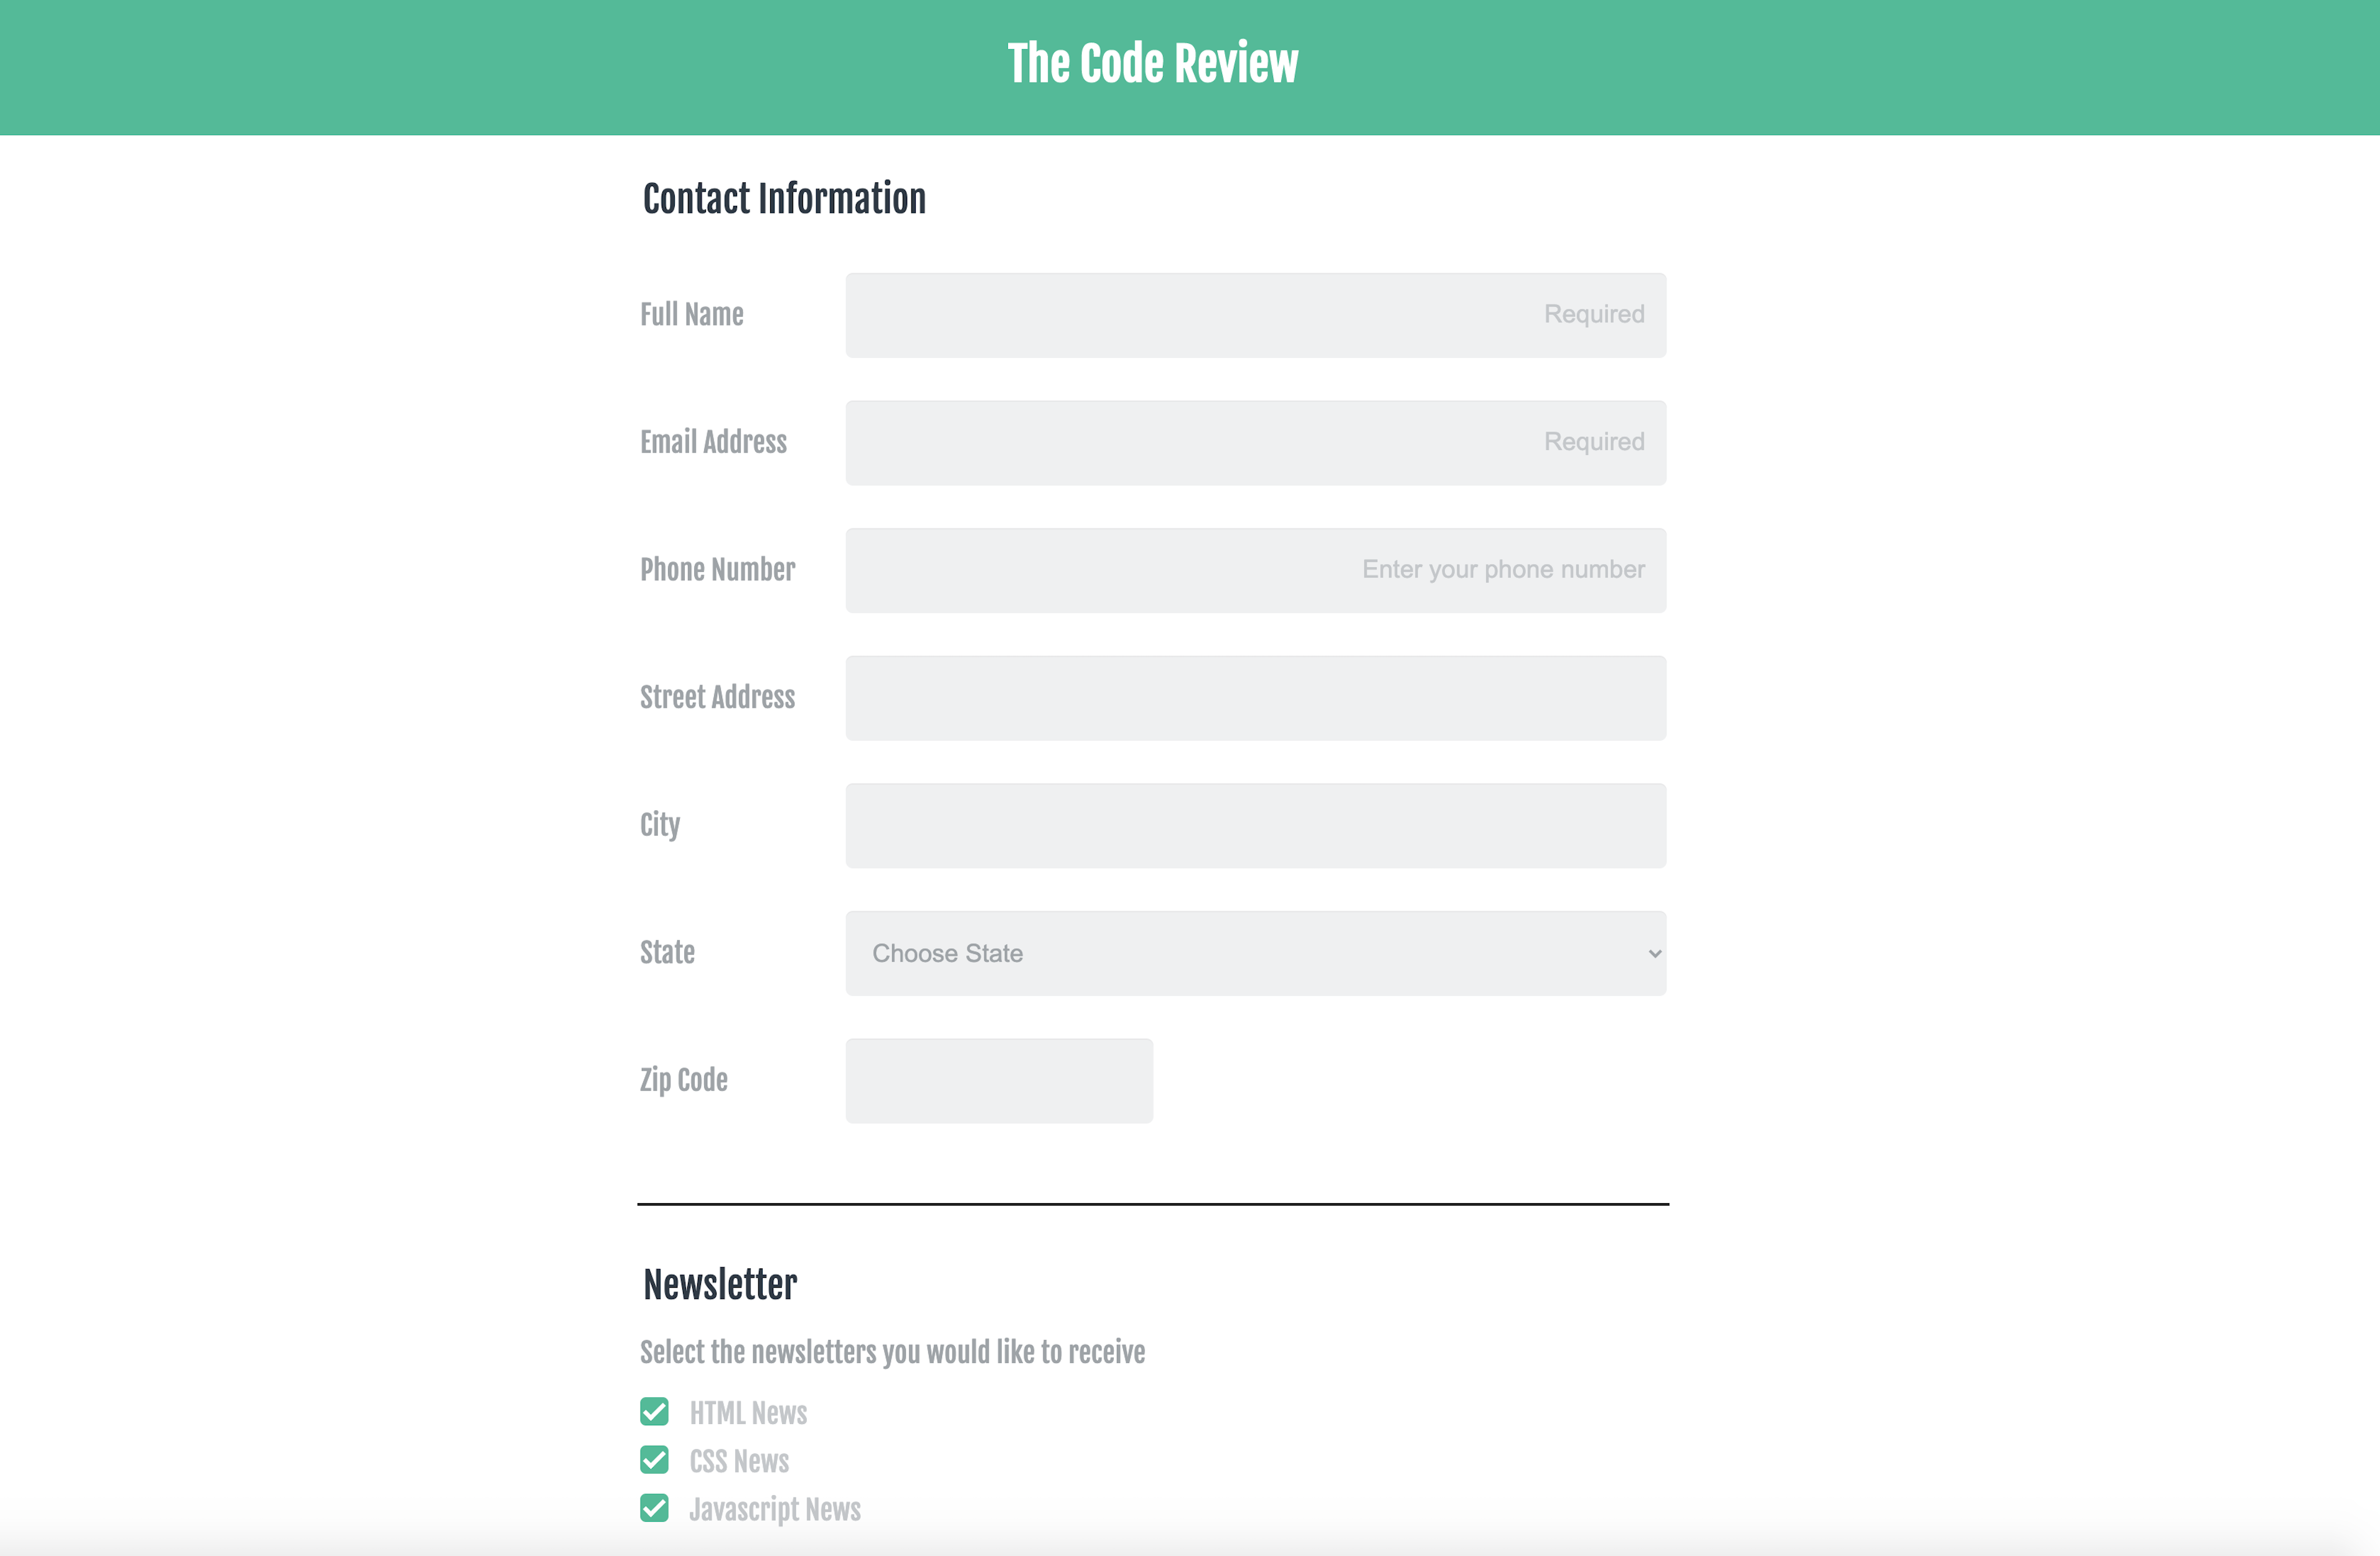 The Code Review
Contact Information
Full Name
Required
Email Address
Required
Phone Number
Enter your phone number
Street Address
City
State
Choose State
Zip Code
Newsletter
Select the newsletters you would like to receive
HTML News
CSS News
Javascript News